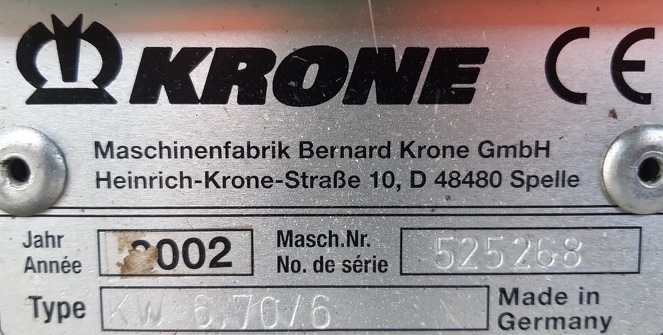 KRONE CE
Maschinenfabrik Bernard Krone GmbH
Heinrich-Krone-Straße 10, D 48480 Spelle
Jahr 2002 Masch.Nr. 525268
Année No. de série
Type KW 6,70/6 Made in
Germany